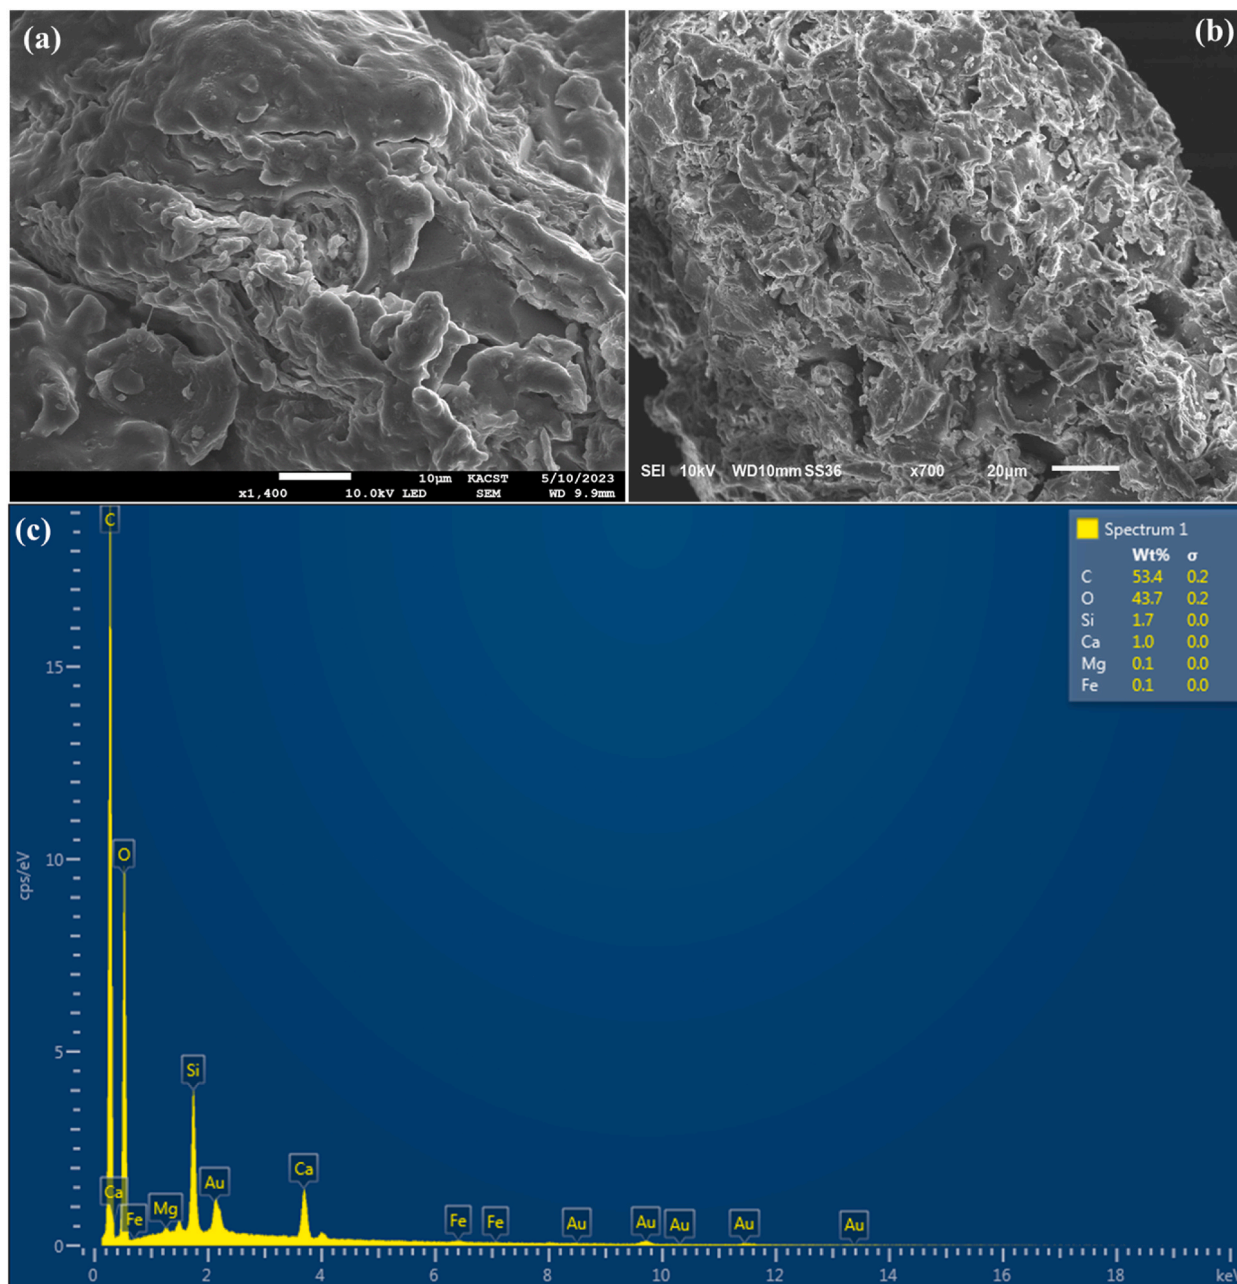 (a)
10μm KACST 5/10/2023
x1,400 10.0kV LED SEM WD 9.9mm
(b)
SEI 10kV WD10mm SS36 x700 20μm
(c)
Spectrum 1
Wt% σ
C 53.4 0.2
O 43.7 0.2
Si 1.7 0.0
Ca 1.0 0.0
Mg 0.1 0.0
Fe 0.1 0.0
C
O
Si
Ca
Au
Ca
Fe
Mg
Fe
Fe
Au
Au
Au
Au
Au
cps/eV
15
10
5
0
0 2 4 6 8 10 12 14 16 18